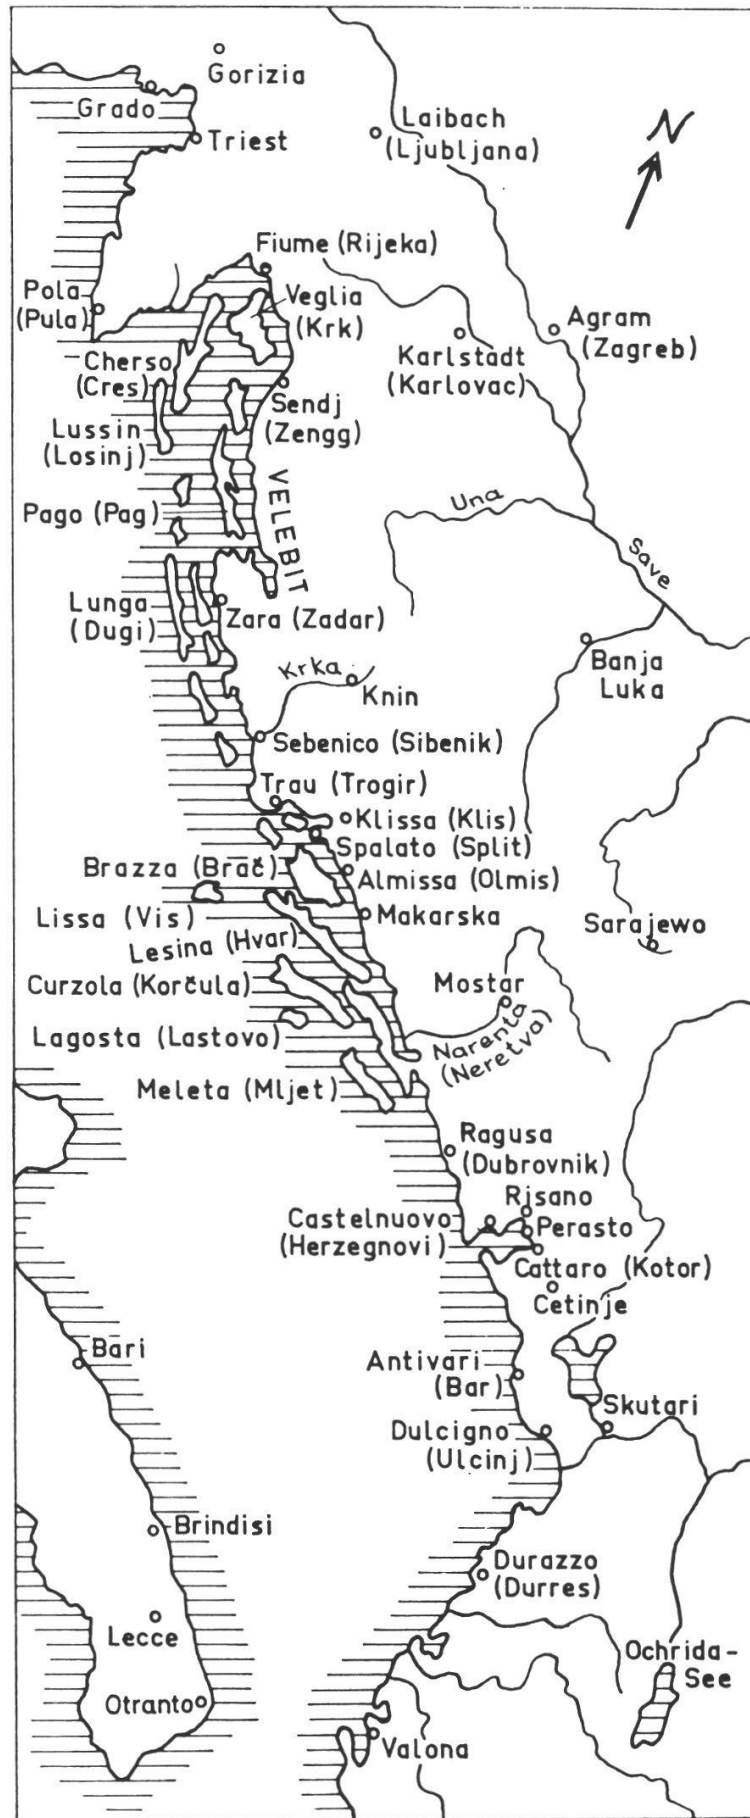 Gorizia
Grado
Triest
Laibach
(Ljubljana)
N
Fiume (Rijeka)
Pola
(Pula)
Veglia
(Krk)
Agram
(Zagreb)
Karlstadt
(Karlovac)
Cherso
(Cres)
Sendj
(Zengg)
Lussin
(Losinj)
VELEBIT
Una
Pago (Pag)
Save
Lunga
(Dugi)
Zara (Zadar)
Banja
Luka
Krka
Knin
Sebenico (Sibenik)
Trau (Trogir)
Klissa (Klis)
Spalato (Split)
Brazza (Brač)
Almissa (Olmis)
Lissa (Vis)
Makarska
Sarajewo
Lesina (Hvar)
Curzola (Korčula)
Mostar
Lagosta (Lastovo)
Narenta
(Neretva)
Meleta (Mljet)
Ragusa
(Dubrovnik)
Risano
Castelnuovo
(Herzegnovi)
Perasto
Cattaro (Kotor)
Cetinje
Bari
Antivari
(Bar)
Skutari
Dulcigno
(Ulcinj)
Brindisi
Durazzo
(Durres)
Lecce
Ochrida-
See
Otranto
Valona